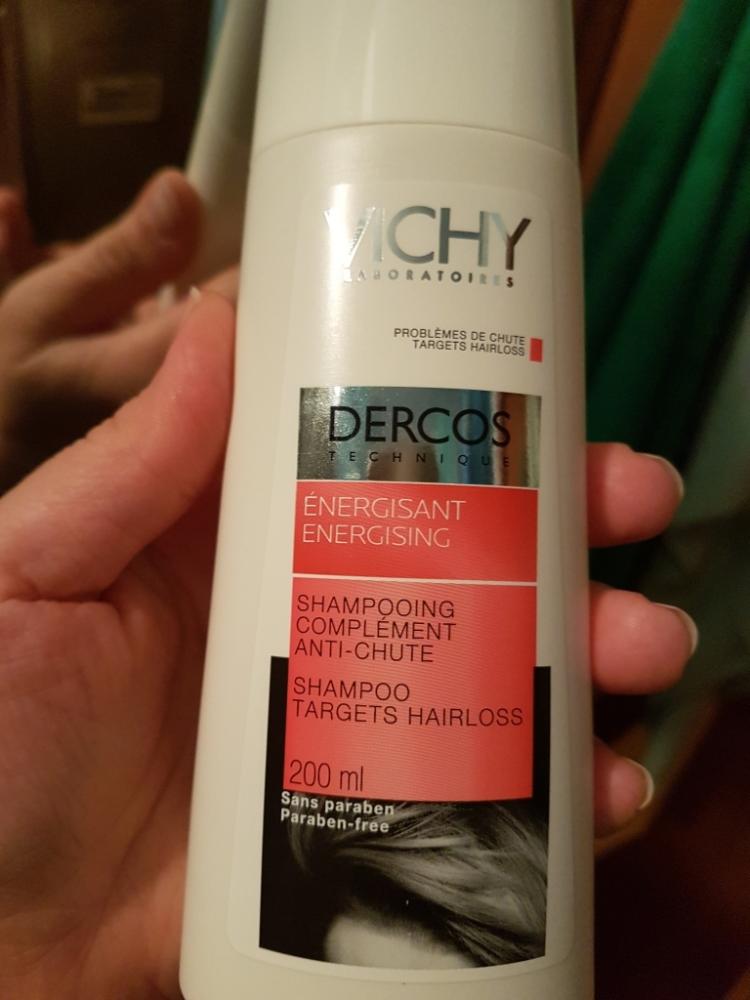 VICHY
LABORATOIRES
PROBLÈMES DE CHUTE
TARGETS HAIRLOSS
DERCOS
TECHNIQUE
ÉNERGISANT
ENERGISING
SHAMPOOING
COMPLÉMENT
ANTI-CHUTE
SHAMPOO
TARGETS HAIRLOSS
200 ml
Sans paraben
Paraben-free